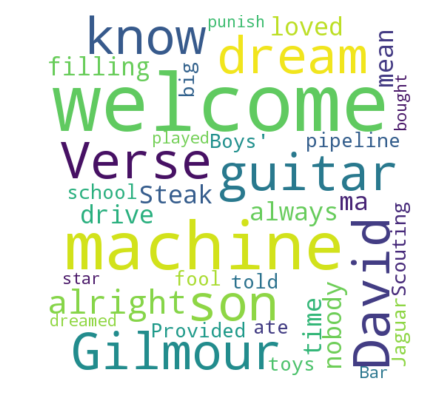 punish
know
loved
dream
mean
filling
big
bought
welcome
played
Boys'
pipeline
Verse
guitar
school
Steak
ma
drive
always
David
Scouting
machine
star
fool
told
alright
son
time
nobody
Jaguar
dreamed
Provided
ate
Gilmour
toys
Bar